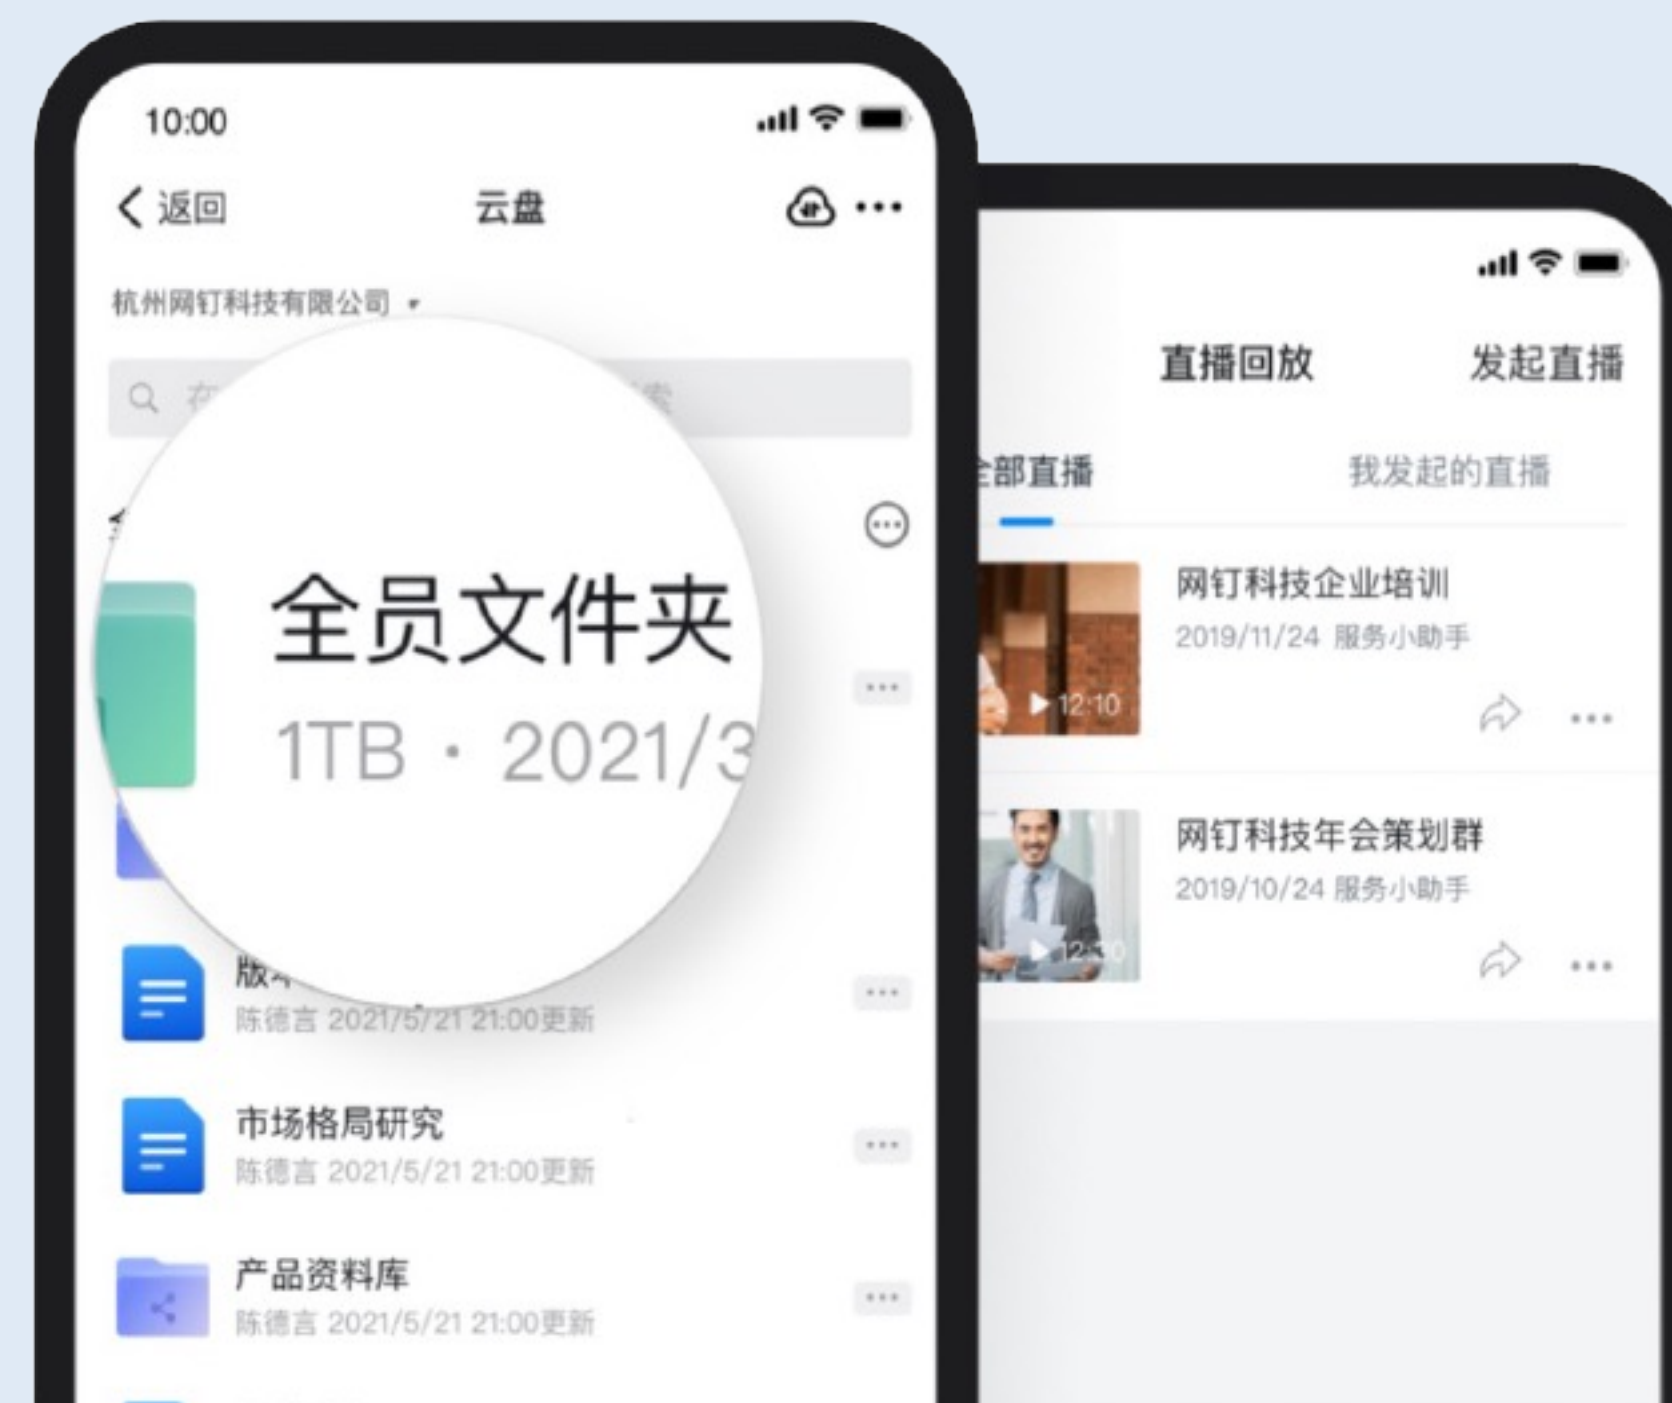 10:00
返回
云盘
杭州网钉科技有限公司
全员文件夹
1TB · 2021/3
陈德言 2021/5/21 21:00更新
市场格局研究
陈德言 2021/5/21 21:00更新
产品资料库
陈德言 2021/5/21 21:00更新
直播回放
发起直播
全部直播
我发起的直播
网钉科技企业培训
2019/11/24 服务小助手
12:10
网钉科技年会策划群
2019/10/24 服务小助手
12:30